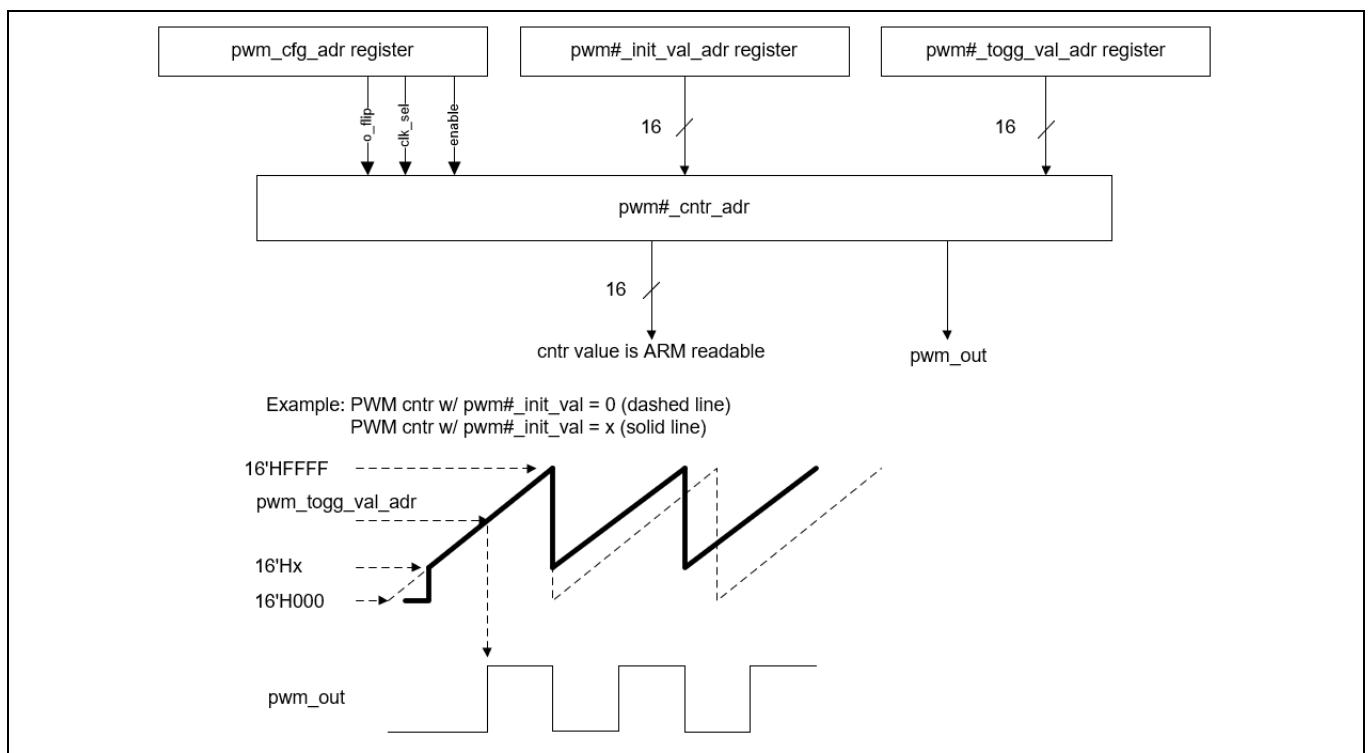 pwm_cfg_adr register
pwm#_init_val_adr register
pwm#_togg_val_adr register
o_flip
clk_sel
enable
16
16
pwm#_cntr_adr
16
cntr value is ARM readable
pwm_out
Example: PWM cntr w/ pwm#_init_val = 0 (dashed line)
PWM cntr w/ pwm#_init_val = x (solid line)
16'HFFFF
pwm_togg_val_adr
16'Hx
16'H000
pwm_out